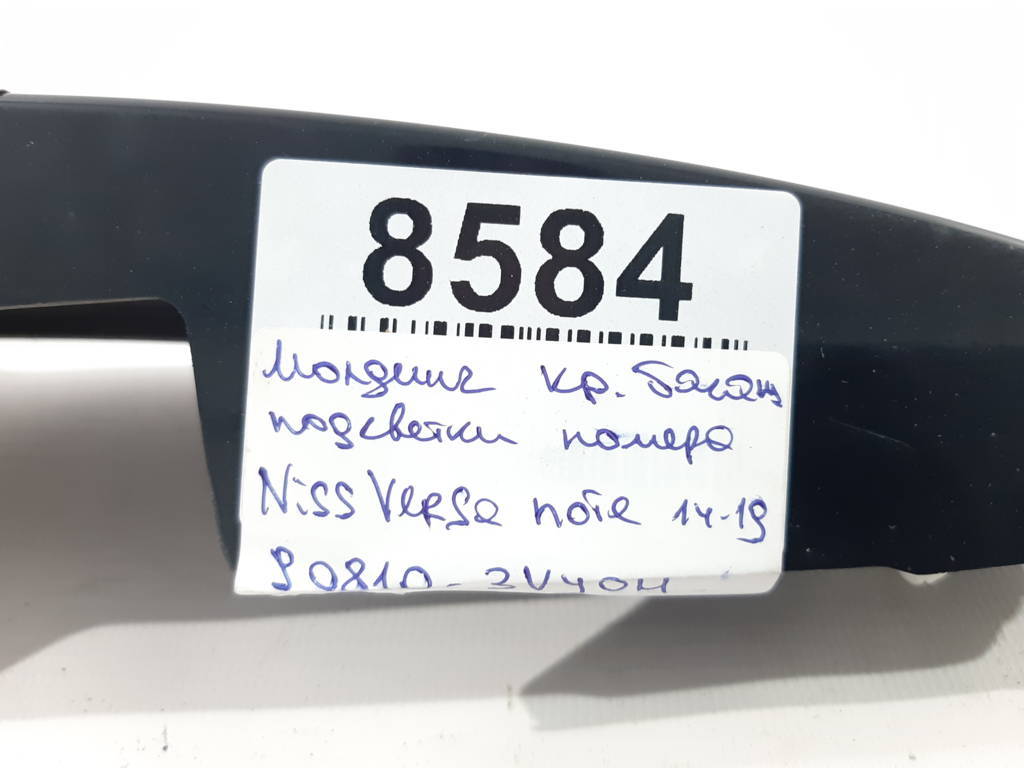 8584
Молдинг кр. багаж
подсветки номера
Niss Versa note 14-19
90810-3V40H